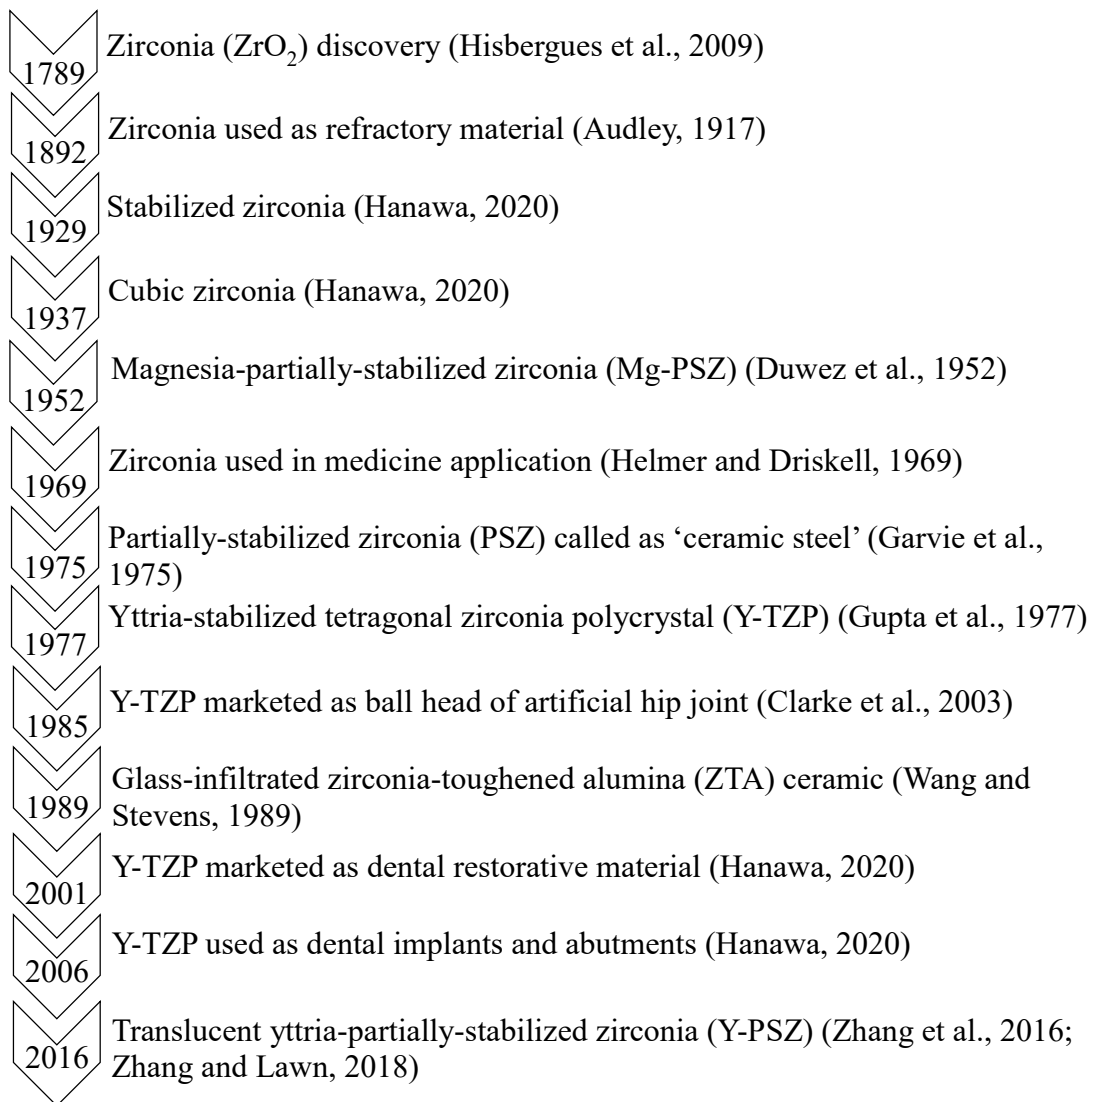 1789
Zirconia (ZrO₂) discovery (Hisbergues et al., 2009)
1892
Zirconia used as refractory material (Audley, 1917)
1929
Stabilized zirconia (Hanawa, 2020)
1937
Cubic zirconia (Hanawa, 2020)
1952
Magnesia-partially-stabilized zirconia (Mg-PSZ) (Duwez et al., 1952)
1969
Zirconia used in medicine application (Helmer and Driskell, 1969)
1975
Partially-stabilized zirconia (PSZ) called as ‘ceramic steel’ (Garvie et al.,
1975)
1977
Yttria-stabilized tetragonal zirconia polycrystal (Y-TZP) (Gupta et al., 1977)
1985
Y-TZP marketed as ball head of artificial hip joint (Clarke et al., 2003)
1989
Glass-infiltrated zirconia-toughened alumina (ZTA) ceramic (Wang and
Stevens, 1989)
2001
Y-TZP marketed as dental restorative material (Hanawa, 2020)
2006
Y-TZP used as dental implants and abutments (Hanawa, 2020)
2016
Translucent yttria-partially-stabilized zirconia (Y-PSZ) (Zhang et al., 2016;
Zhang and Lawn, 2018)